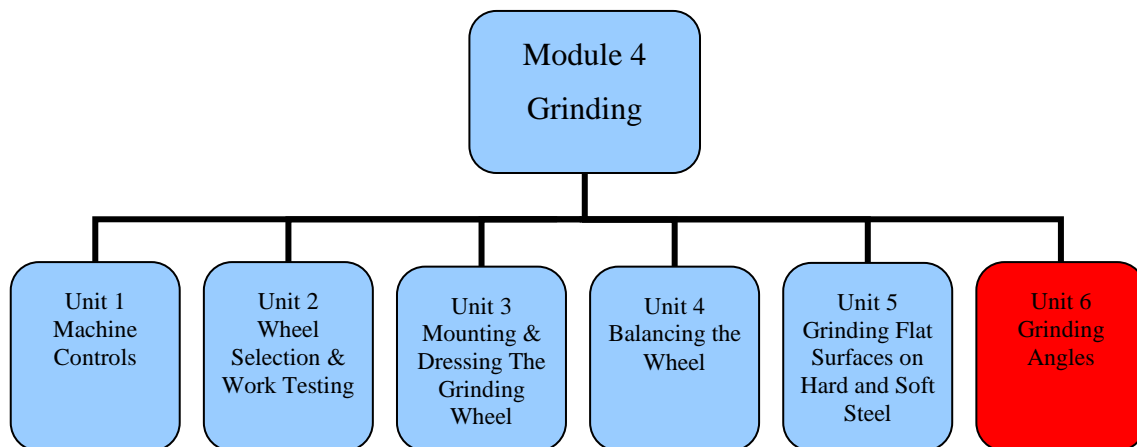 Module 4
Grinding
Unit 1
Machine
Controls
Unit 2
Wheel
Selection &
Work Testing
Unit 3
Mounting &
Dressing The
Grinding
Wheel
Unit 4
Balancing the
Wheel
Unit 5
Grinding Flat
Surfaces on
Hard and Soft
Steel
Unit 6
Grinding
Angles